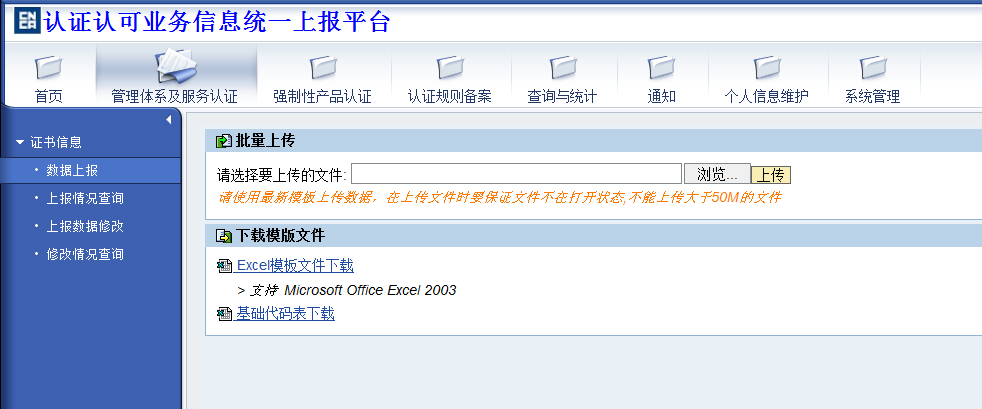 认证认可业务信息统一上报平台
首页 管理体系及服务认证 强制性产品认证 认证规则备案 查询与统计 通知 个人信息维护 系统管理
证书信息
数据上报
上报情况查询
上报数据修改
修改情况查询
批量上传
请选择要上传的文件: 浏览... 上传
请使用最新模板上传数据，在上传文件时要保证文件不在打开状态,不能上传大于50M的文件
下载模版文件
Excel模板文件下载
> 支持 Microsoft Office Excel 2003
基础代码表下载